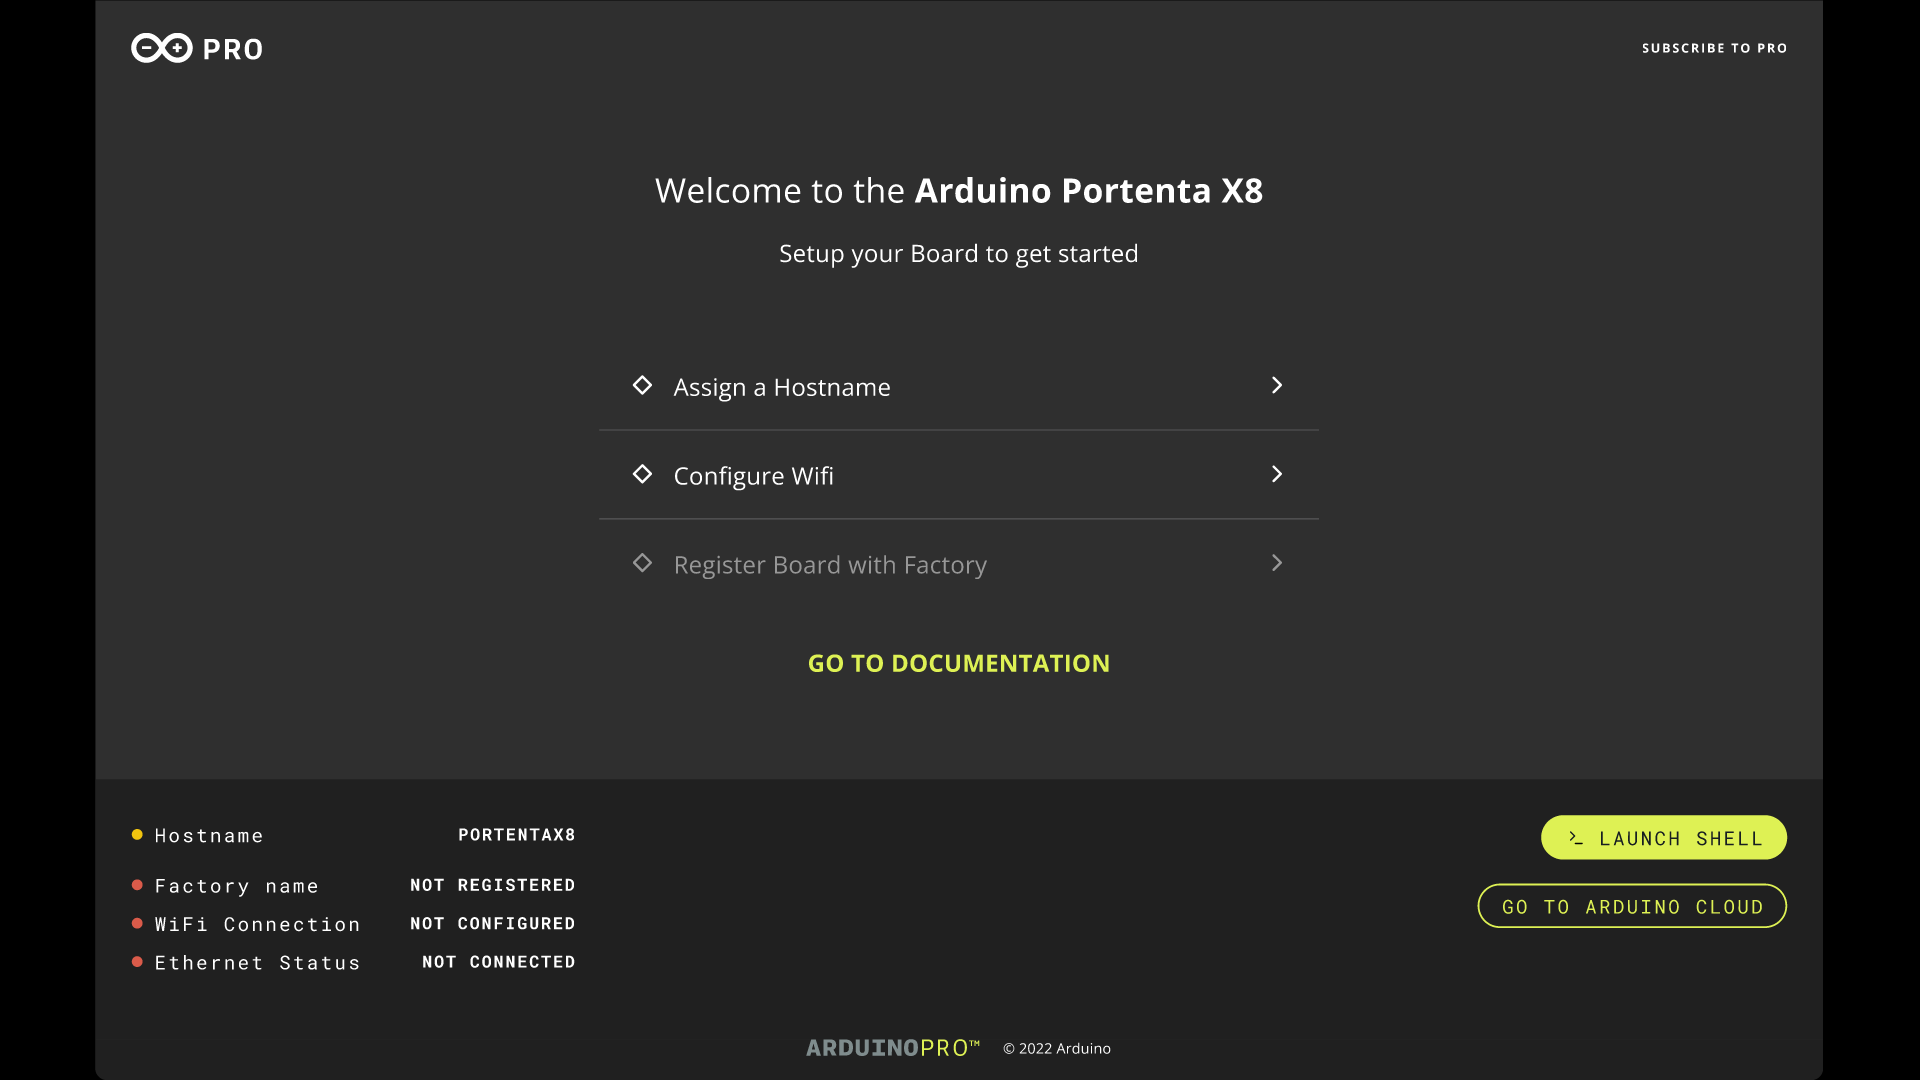 PRO
SUBSCRIBE TO PRO
Welcome to the Arduino Portenta X8
Setup your Board to get started
Assign a Hostname
Configure Wifi
Register Board with Factory
GO TO DOCUMENTATION
Hostname PORTENTAX8
Factory name NOT REGISTERED
WiFi Connection NOT CONFIGURED
Ethernet Status NOT CONNECTED
>_ LAUNCH SHELL
GO TO ARDUINO CLOUD
ARDUINOPRO™ © 2022 Arduino